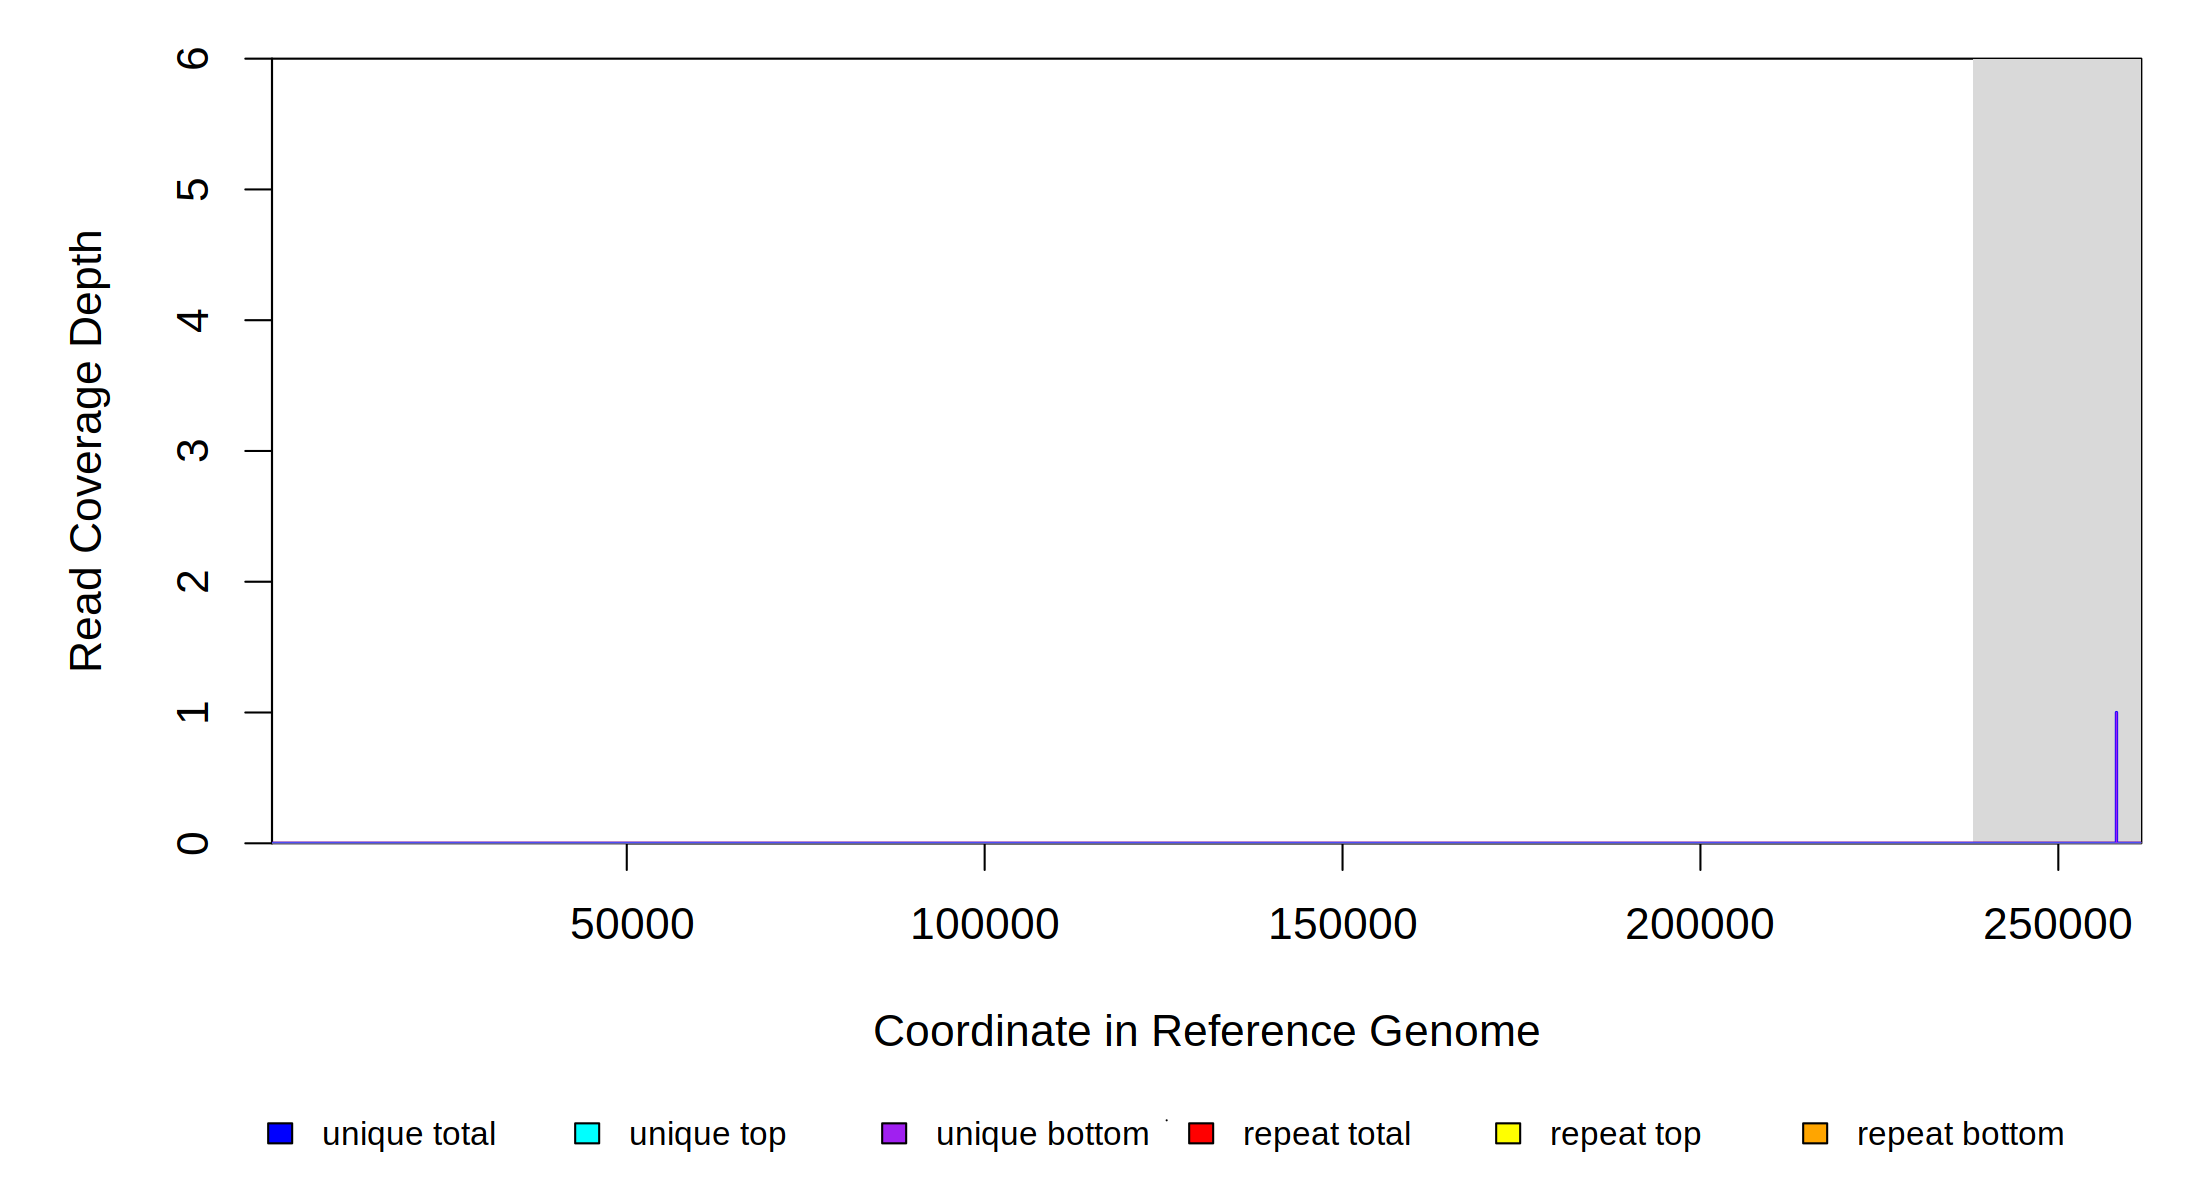 6
5
4
3
2
1
0
Read Coverage Depth
50000 100000 150000 200000 250000
Coordinate in Reference Genome
unique total unique top unique bottom repeat total repeat top repeat bottom